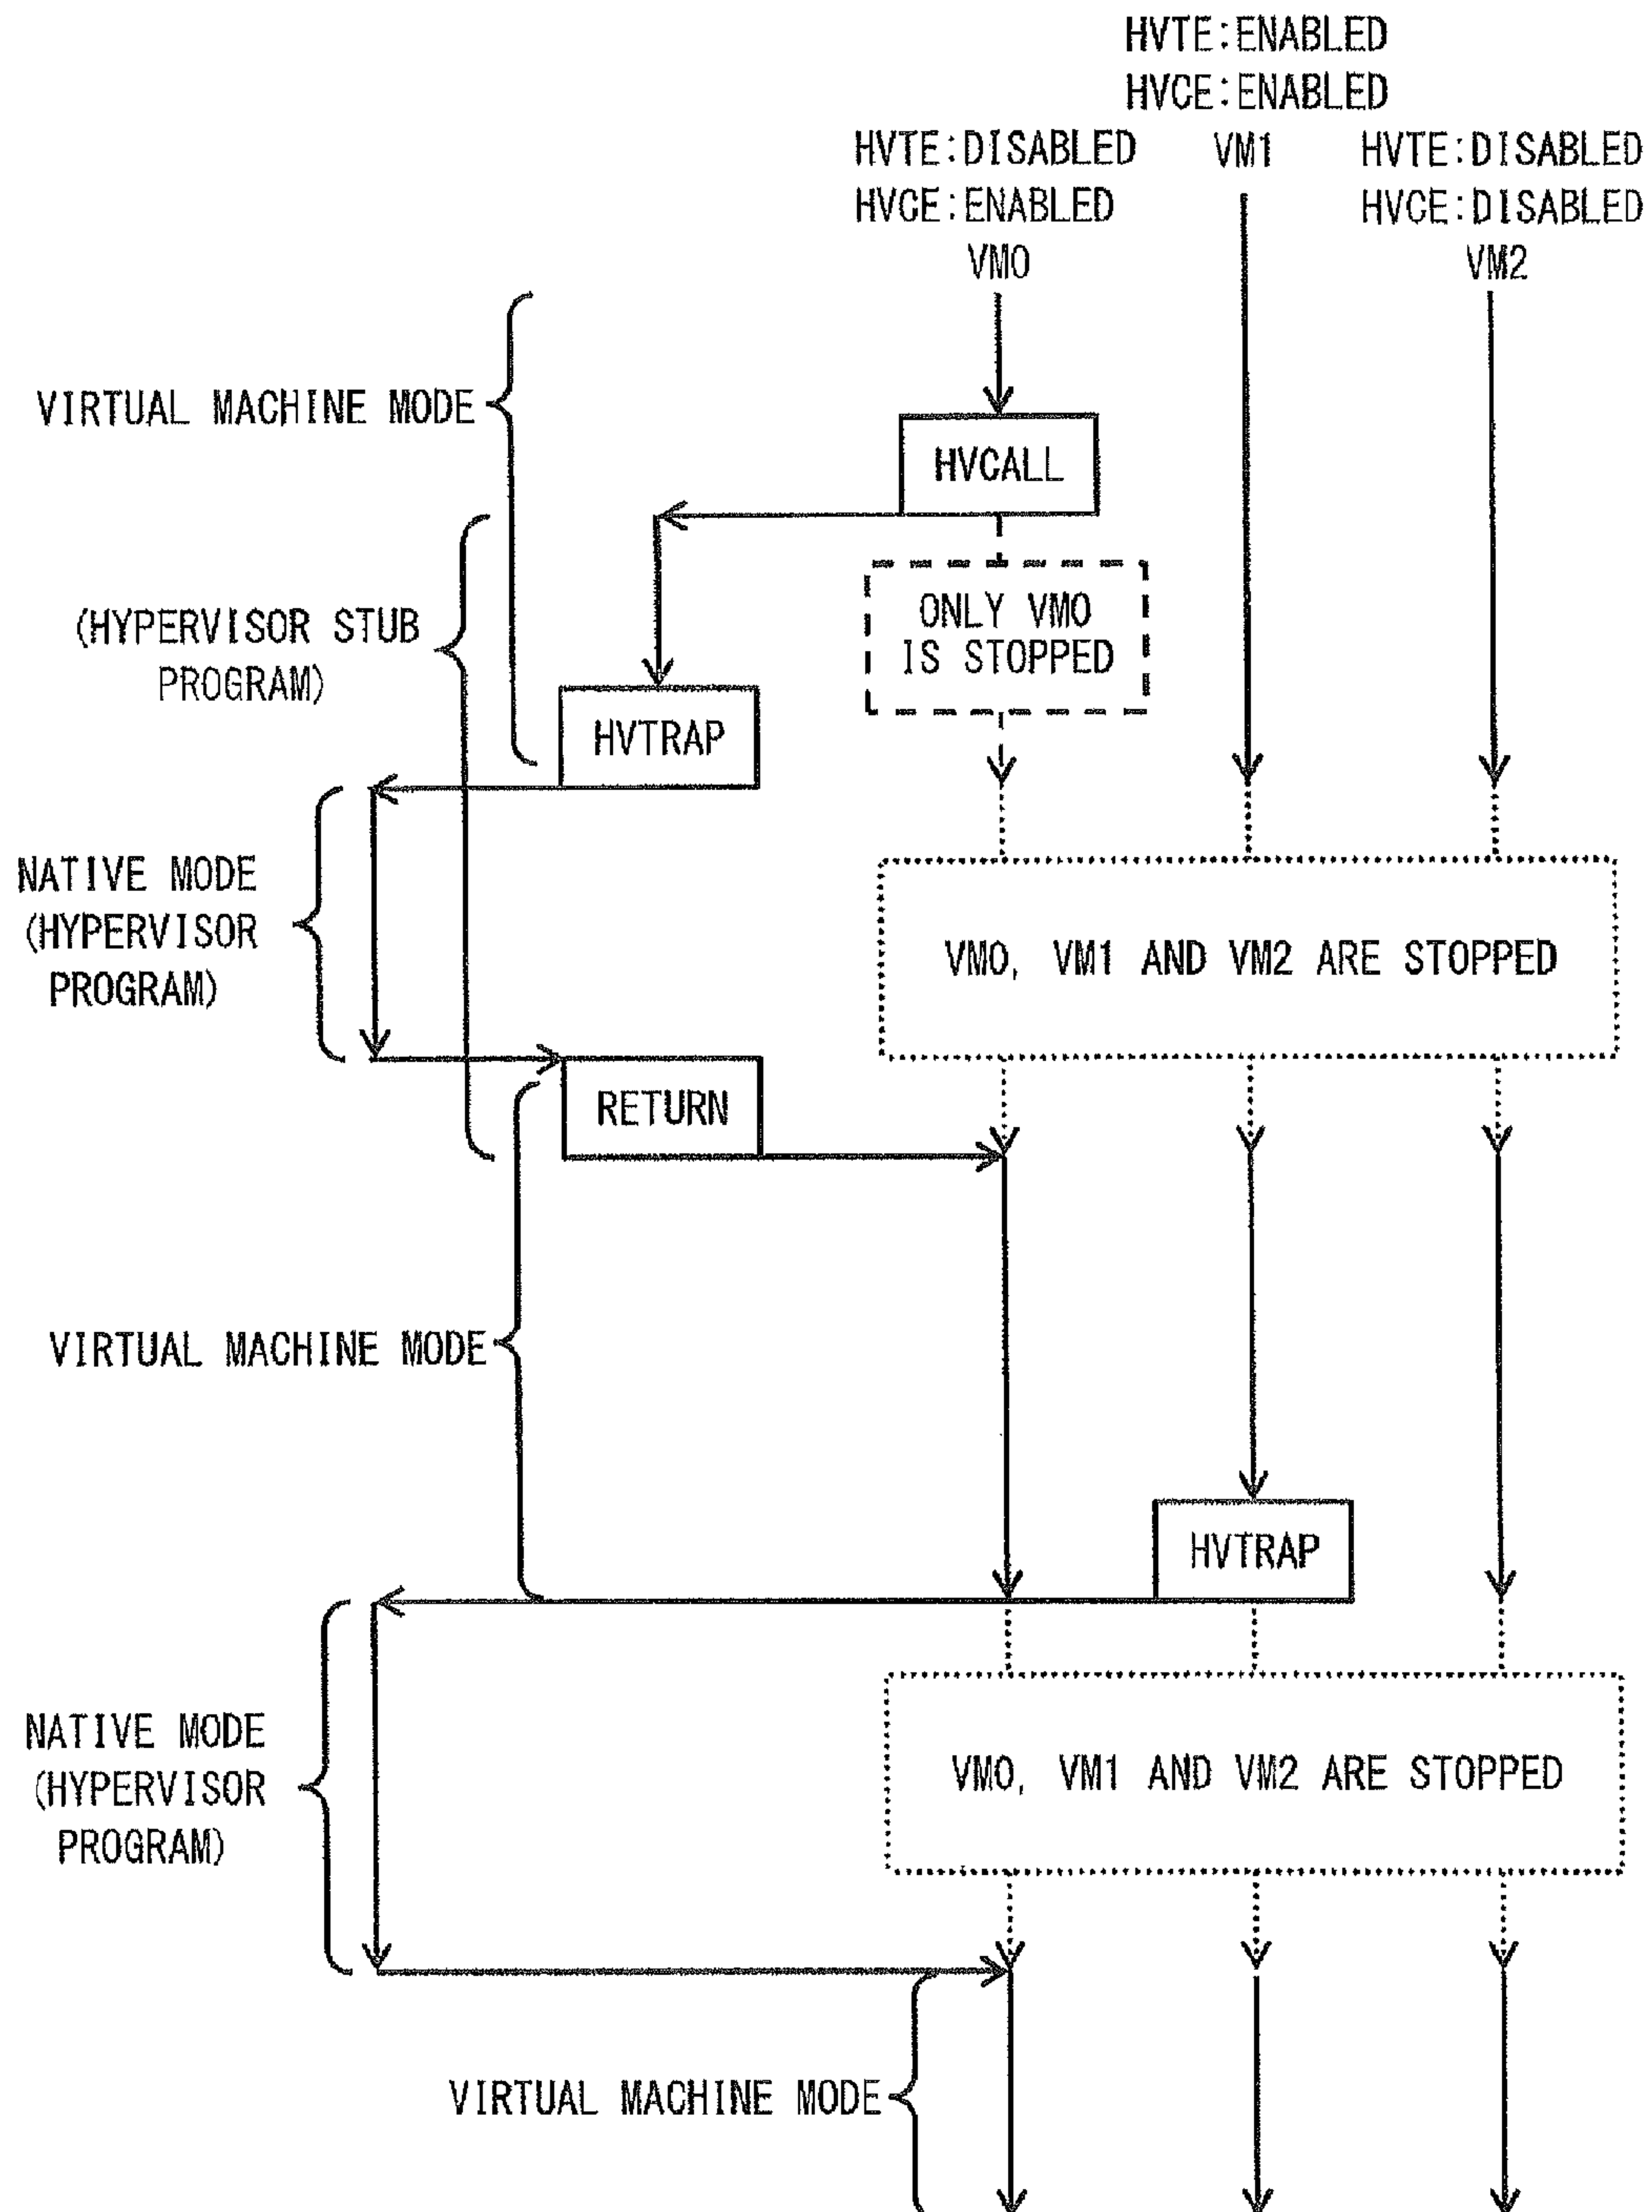 HVTE:ENABLED
HVCE:ENABLED
VM1
HVTE:DISABLED
HVCE:ENABLED
VM0
HVTE:DISABLED
HVCE:DISABLED
VM2
VIRTUAL MACHINE MODE
HVCALL
(HYPERVISOR STUB
PROGRAM)
ONLY VM0
IS STOPPED
HVTRAP
NATIVE MODE
(HYPERVISOR
PROGRAM)
VM0, VM1 AND VM2 ARE STOPPED
RETURN
VIRTUAL MACHINE MODE
HVTRAP
NATIVE MODE
(HYPERVISOR
PROGRAM)
VM0, VM1 AND VM2 ARE STOPPED
VIRTUAL MACHINE MODE